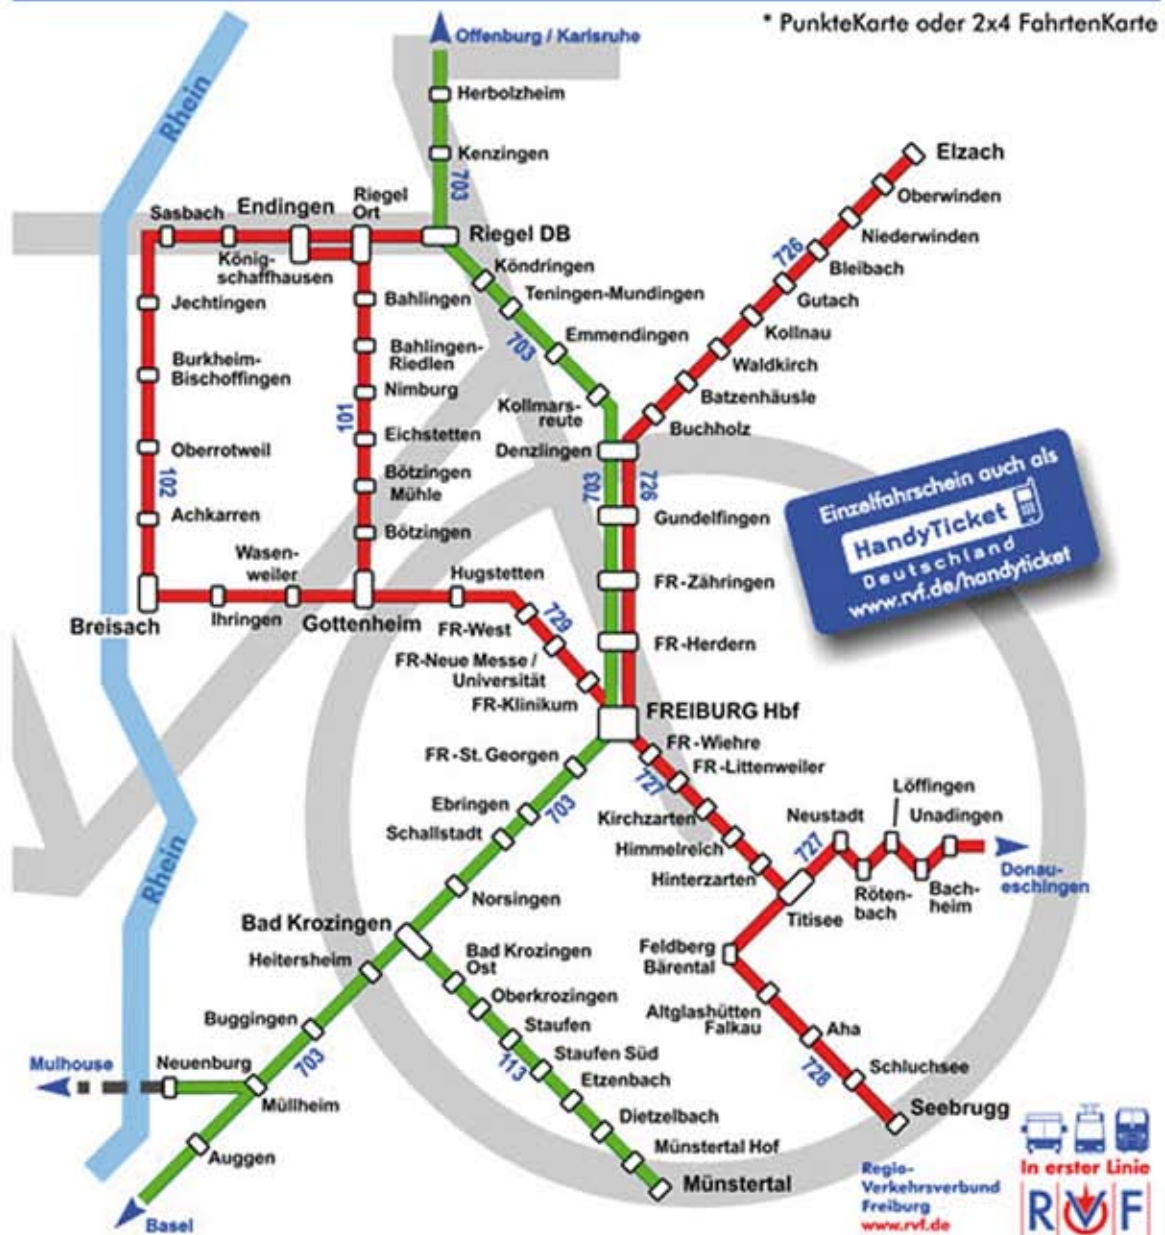 * PunkteKarte oder 2x4 FahrtenKarte
Offenburg / Karlsruhe
Rhein
Herbolzheim
Kenzingen
703
Elzach
Oberwinden
Niederwinden
726
Bleibach
Gutach
Kollnau
Waldkirch
Batzenhäusle
Buchholz
Sasbach
Endingen
Riegel
Ort
Riegel DB
König-
schaffhausen
Köndringen
Teningen-Mundingen
Emmendingen
703
Kollmars-
reute
Denzlingen
Jechtingen
Burkheim-
Bischoffingen
Oberrotweil
102
Achkarren
Bahlingen
Bahlingen-
Riedlen
Nimburg
101
Eichstetten
Bötzingen
Mühle
Bötzingen
703
726
Gundelfingen
FR-Zähringen
FR-Herdern
Einzelfahrschein auch als
HandyTicket
Deutschland
www.rvf.de/handyticket
Breisach
Ihringen
Wasen-
weiler
Gottenheim
Hugstetten
FR-West
729
FR-Neue Messe /
Universität
FR-Klinikum
FREIBURG Hbf
FR-St. Georgen
Ebringen
703
Schallstadt
Norsingen
Bad Krozingen
Heitersheim
Buggingen
703
Mulhouse
Neuenburg
Müllheim
Auggen
Basel
Rhein
FR-Wiehre
FR-Littenweiler
727
Kirchzarten
Himmelreich
Hinterzarten
Titisee
727
Neustadt
Röten-
bach
Löffingen
Bach-
heim
Unadingen
Donau-
eschingen
Feldberg
Bärental
Altglashütten
Falkau
Aha
728
Schluchsee
Seebrugg
Bad Krozingen
Ost
Oberkrozingen
Staufen
113
Staufen Süd
Etzenbach
Dietzelbach
Münstertal Hof
Münstertal
Regio-
Verkehrsverbund
Freiburg
www.rvf.de
In erster Linie
RVF